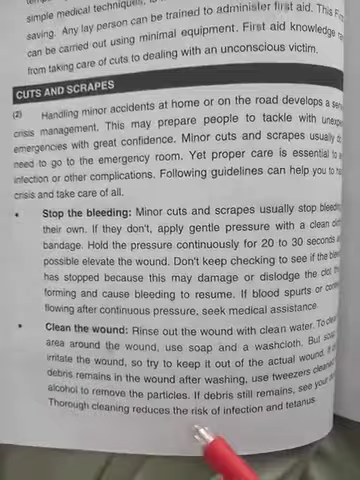 simple medical techniques,
saving. Any lay person can be trained to administer first aid. This
can be carried out using minimal equipment. First aid knowledge
from taking care of cuts to dealing with an unconscious victim.
CUTS AND SCRAPES
(2) Handling minor accidents at home or on the road develops a
crisis management. This may prepare people to tackle with
emergencies with great confidence. Minor cuts and scrapes usually
need to go to the emergency room. Yet proper care is essential to
infection or other complications. Following guidelines can help you to
crisis and take care of all.
• Stop the bleeding: Minor cuts and scrapes usually stop
their own. If they don't, apply gentle pressure with a clean
bandage. Hold the pressure continuously for 20 to 30 seconds
possible elevate the wound. Don't keep checking to see if the
has stopped because this may damage or dislodge the clot
forming and cause bleeding to resume. If blood spurts or
flowing after continuous pressure, seek medical assistance.
• Clean the wound: Rinse out the wound with clean water. To
area around the wound, use soap and a washcloth. But
irritate the wound, so try to keep it out of the actual wound.
debris remains in the wound after washing, use tweezers
alcohol to remove the particles. If debris still remains, see your
Thorough cleaning reduces the risk of infection and tetanus.